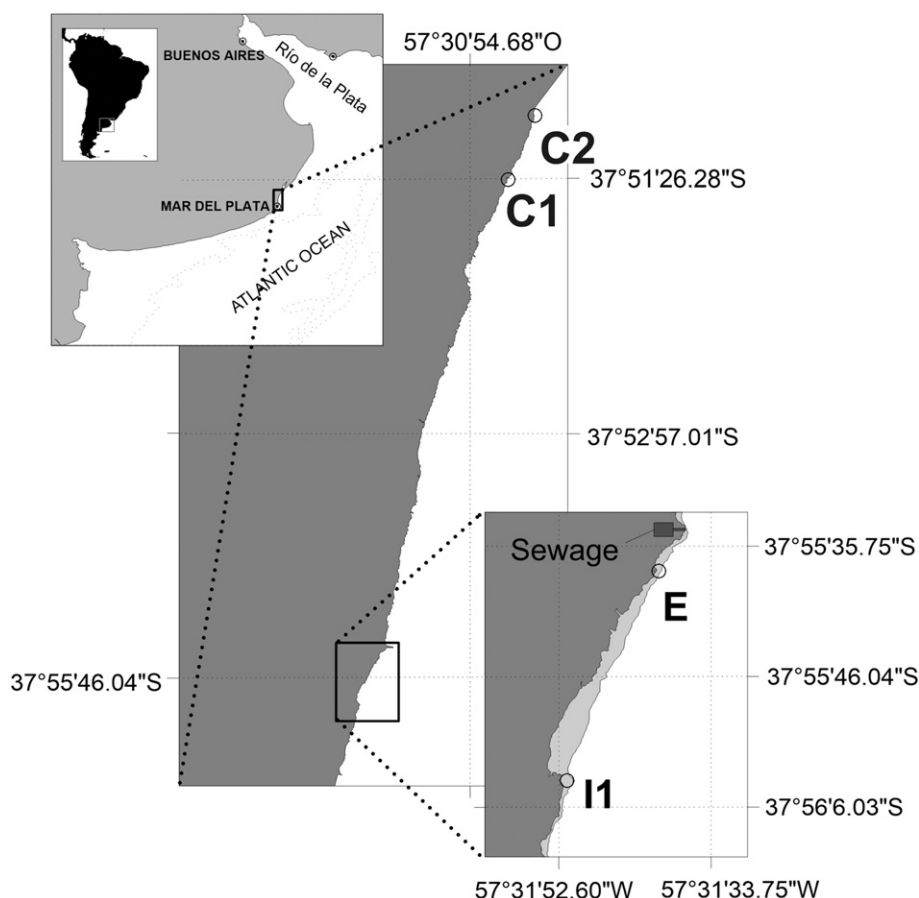 57°30'54.68"O
BUENOS AIRES
Río de la Plata
C2
37°51'26.28"S
C1
MAR DEL PLATA
ATLANTIC OCEAN
37°52'57.01"S
Sewage
37°55'35.75"S
E
37°55'46.04"S
37°55'46.04"S
I1
37°56'6.03"S
57°31'52.60"W
57°31'33.75"W